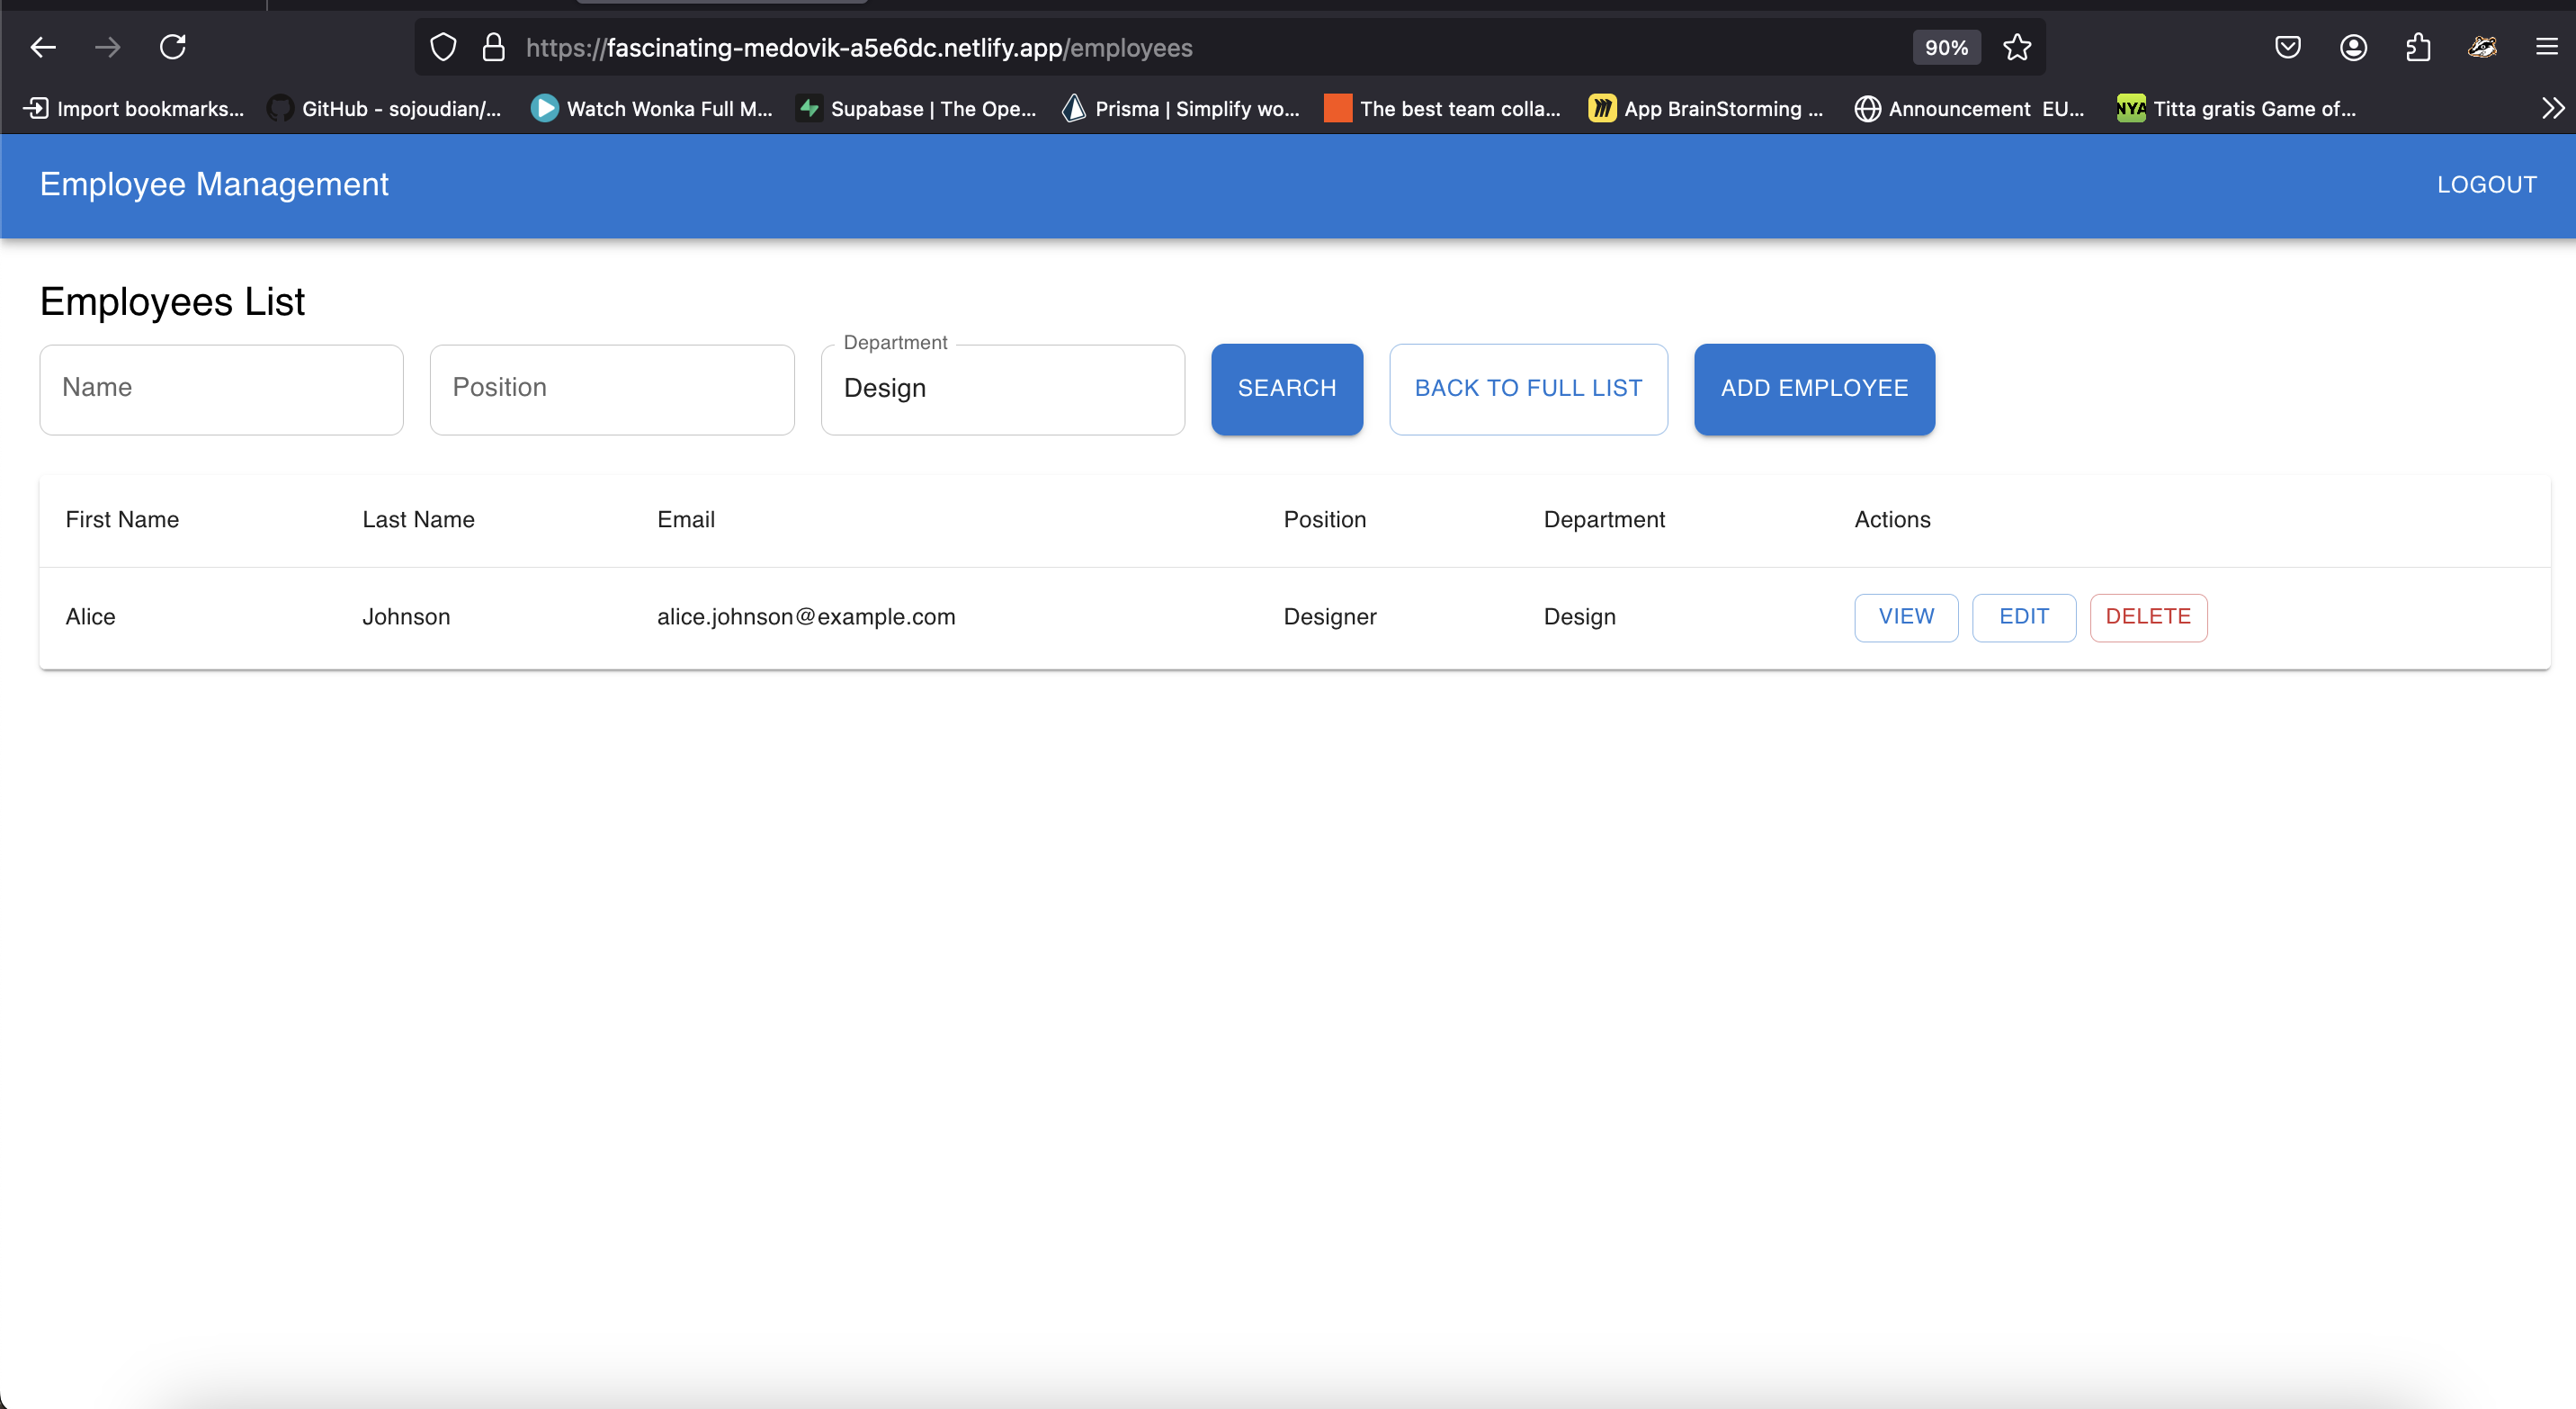 https://fascinating-medovik-a5e6dc.netlify.app/employees 90%
Import bookmarks... GitHub - sojoudian/... Watch Wonka Full M... Supabase | The Ope... Prisma | Simplify wo... The best team colla... App BrainStorming ... Announcement EU... NYA Titta gratis Game of...
Employee Management LOGOUT
Employees List
Department
Name Position Design SEARCH BACK TO FULL LIST ADD EMPLOYEE
First Name Last Name Email Position Department Actions
Alice Johnson alice.johnson@example.com Designer Design VIEW EDIT DELETE